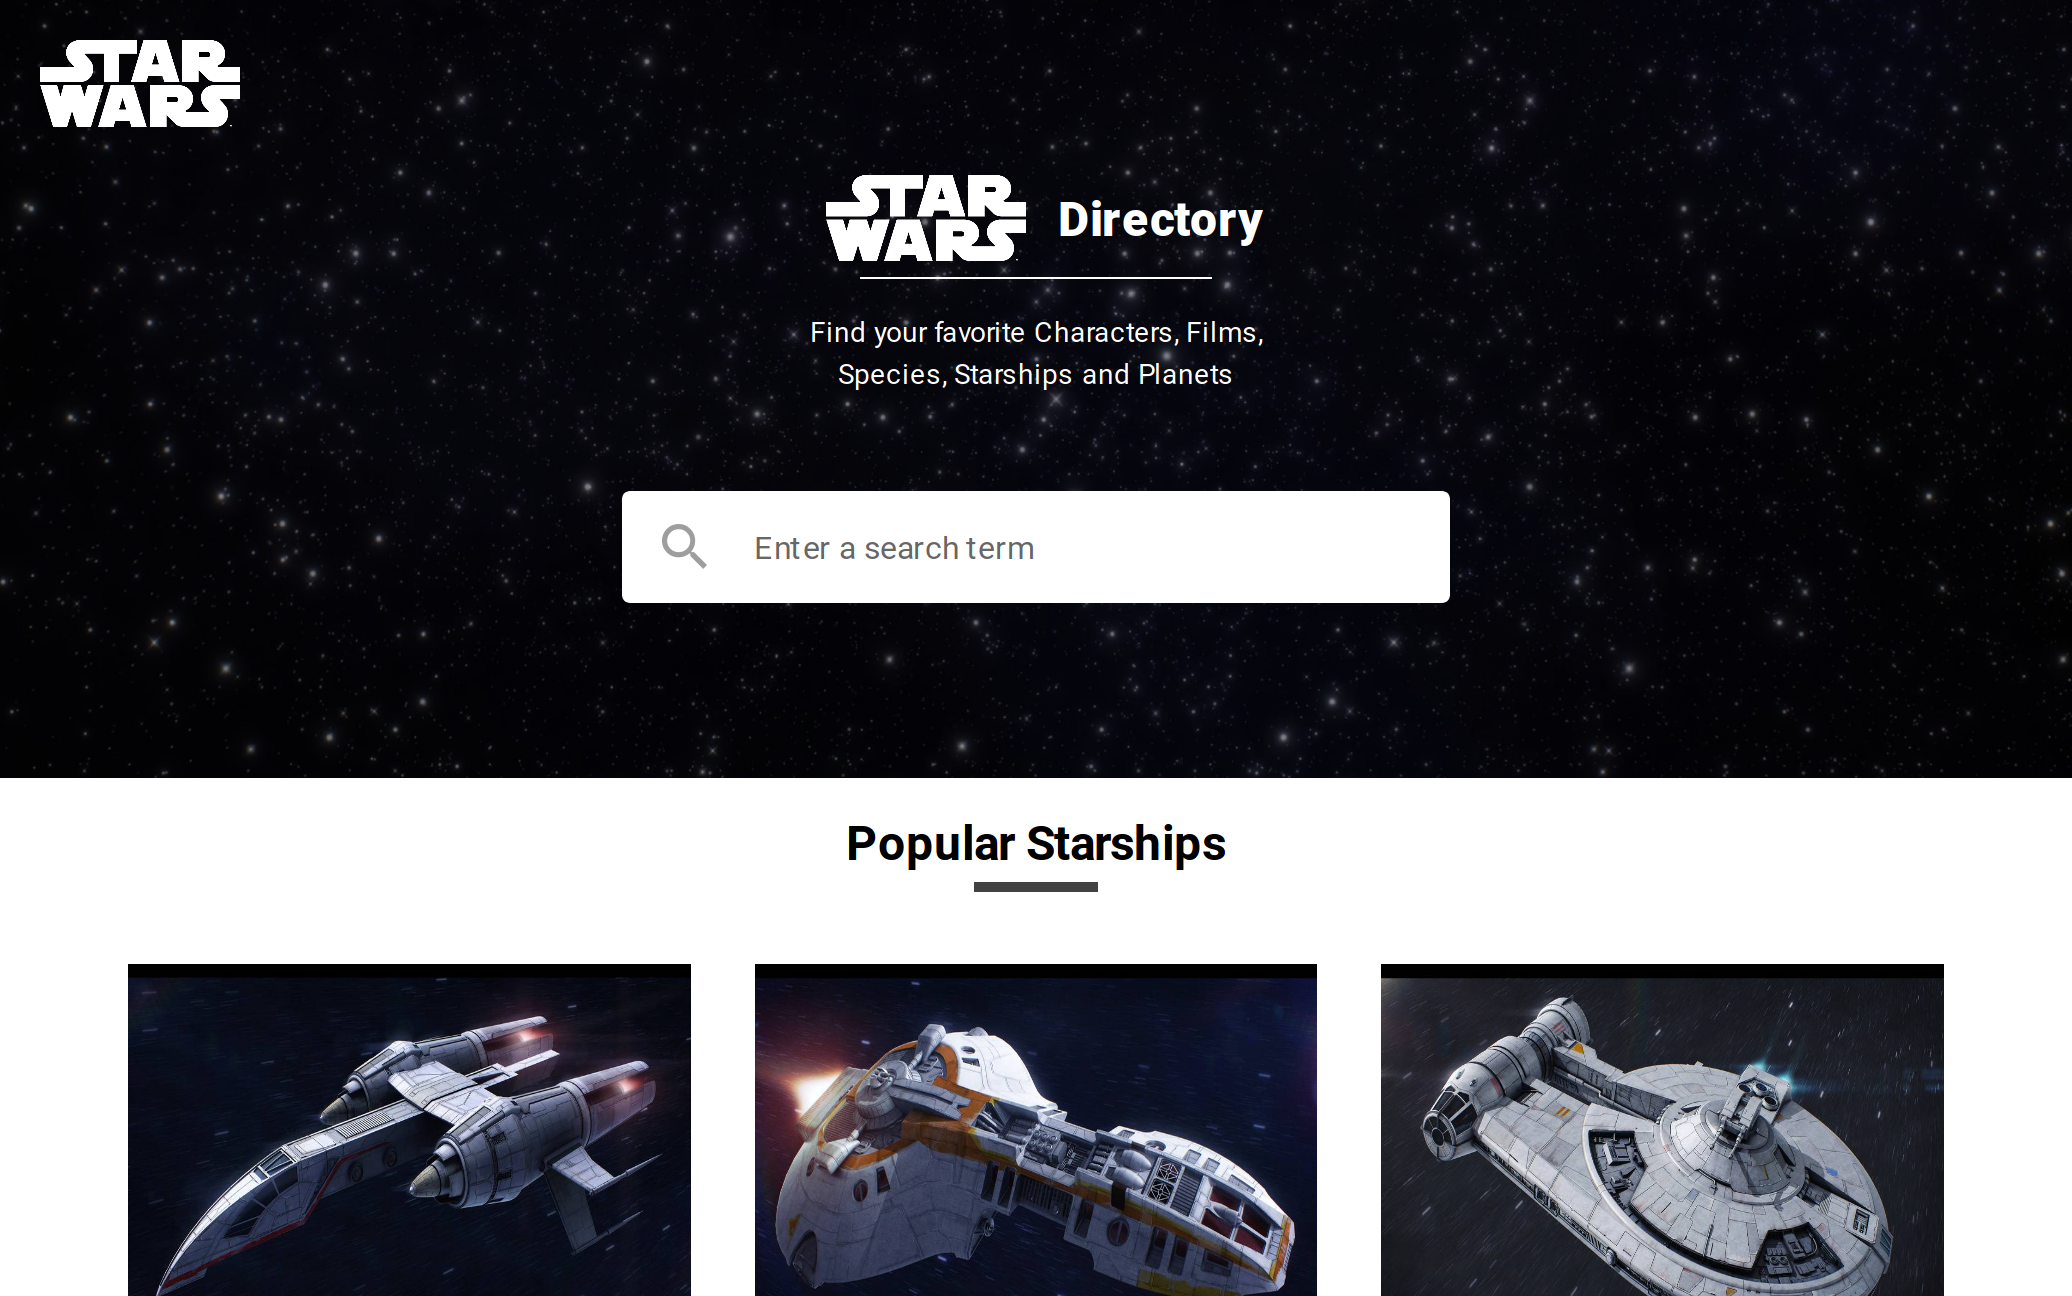 STAR
WARS
STAR
WARS
Directory
Find your favorite Characters, Films,
Species, Starships and Planets
Enter a search term
Popular Starships